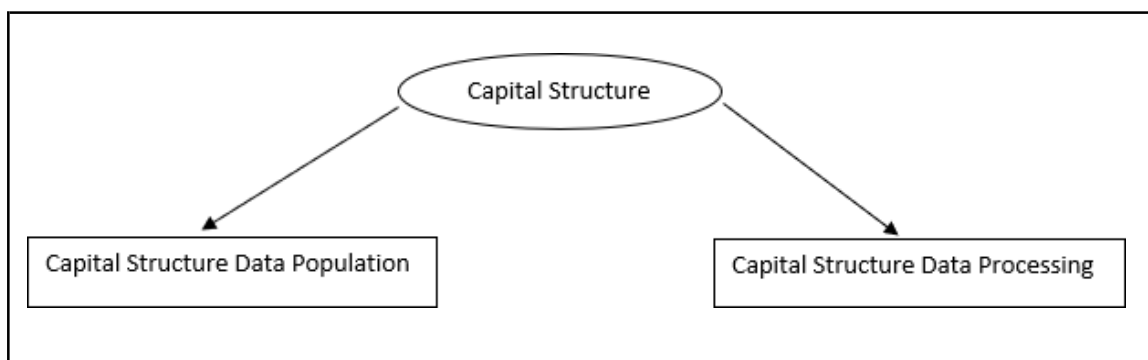 Capital Structure
Capital Structure Data Population
Capital Structure Data Processing